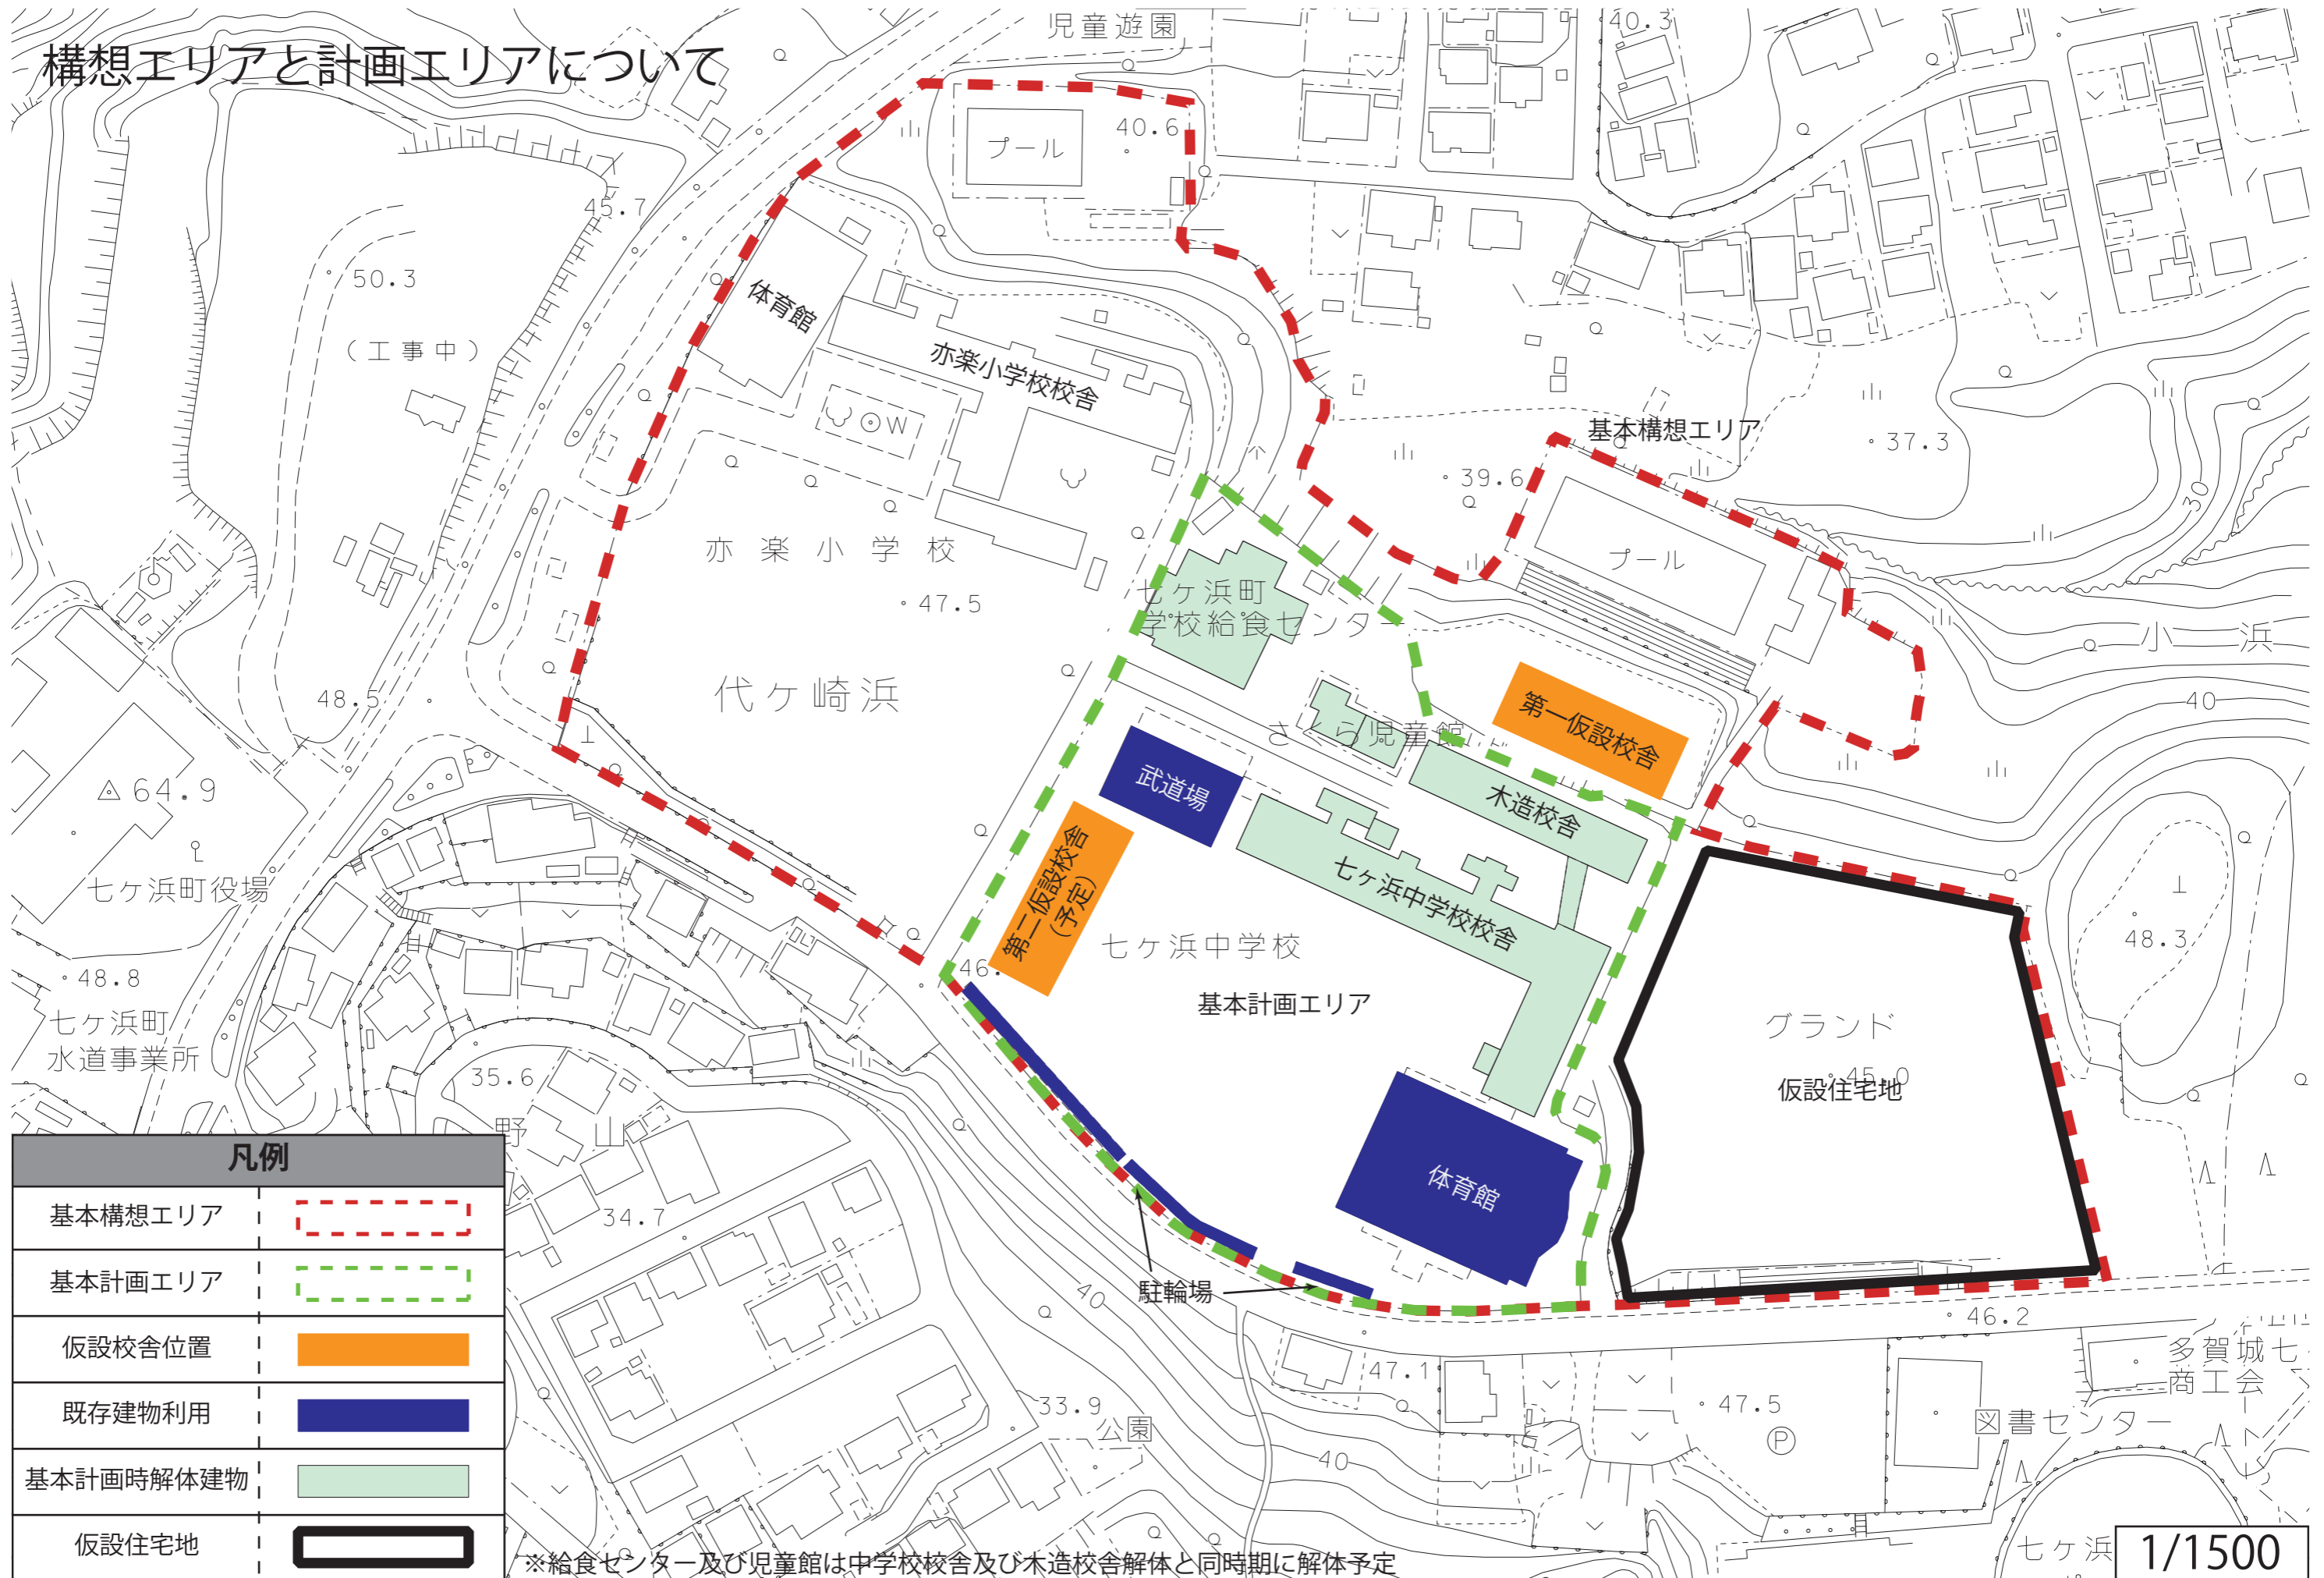 構想エリアと計画エリアについて
児童遊園
40.3
プール
40.6
45.7
50.3
(工事中)
体育館
亦楽小学校校舎
W
基本構想エリア
37.3
39.6
30
亦楽小学校
47.5
プール
七ヶ浜町
学校給食センター
小浜
代ヶ崎浜
48.5
40
第一仮設校舎
さくら児童館
64.9
武道場
木造校舎
七ヶ浜町役場
第二仮設校舎
(予定)
七ヶ浜中学校校舎
七ヶ浜中学校
48.3
46.
48.8
基本計画エリア
グランド
七ヶ浜町
水道事業所
45.0
仮設住宅地
35.6
野山
体育館
34.7
駐輪場
40
46.2
多賀城七
商工会
47.1
47.5
33.9
公園
P
図書センター
40
凡例
基本構想エリア
基本計画エリア
仮設校舎位置
既存建物利用
基本計画時解体建物
仮設住宅地
※給食センター及び児童館は中学校校舎及び木造校舎解体と同時期に解体予定
七ヶ浜
1/1500